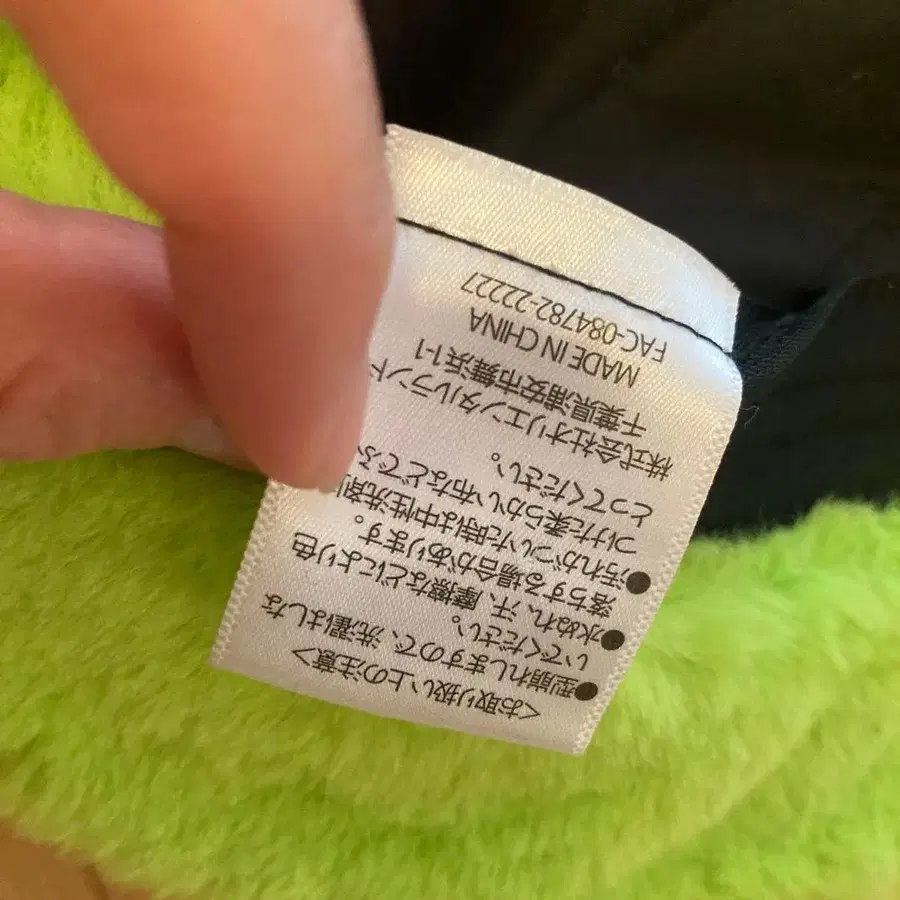 <お取り扱い上の注意>
●型崩れしますので、洗濯はしな
いでください。
●水ぬれ、汗、摩擦などにより色
落ちする場合があります。
●汚れがついた時は中性洗剤
つけた柔らかい布などでふ
とってください。
株式会社オリエンタルランド
千葉県浦安市舞浜1-1
MADE IN CHINA
FAC-084782-22227